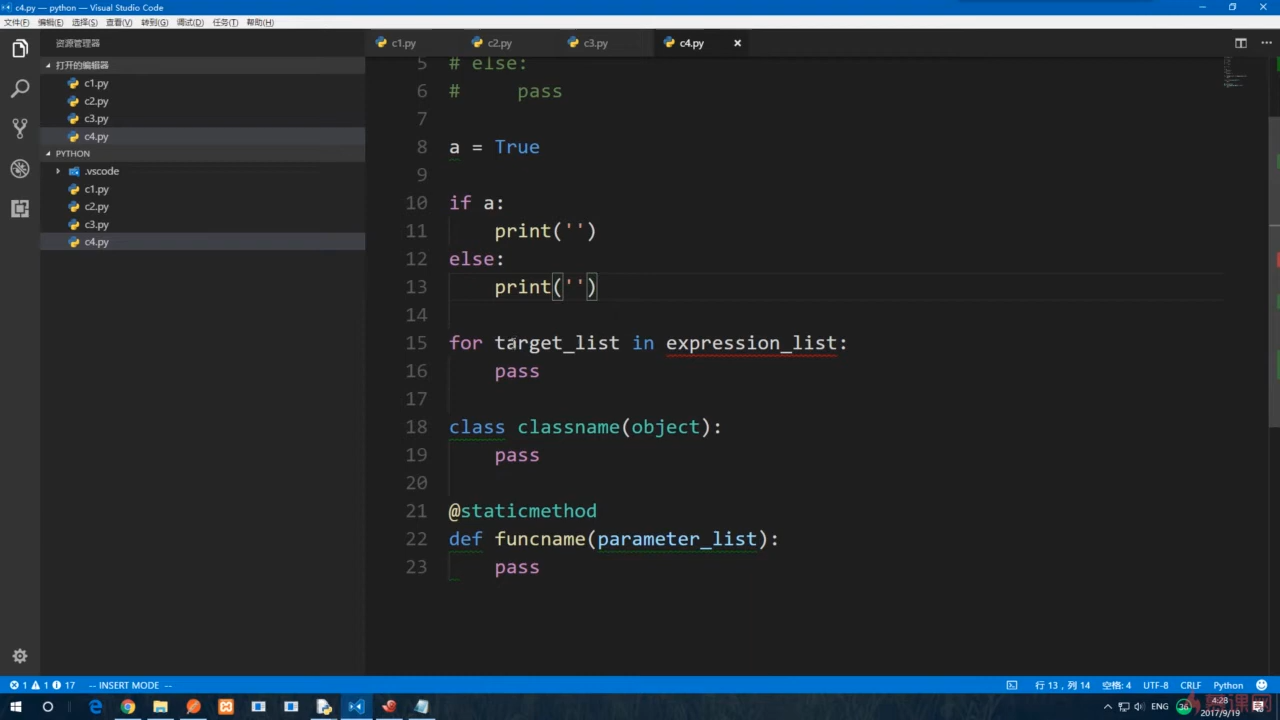 c4.py — python — Visual Studio Code
文件(F) 编辑(E) 选择(S) 查看(V) 转到(G) 调试(D) 任务(T) 帮助(H)
资源管理器
打开的编辑器
c1.py
c2.py
c3.py
c4.py
PYTHON
.vscode
c1.py
c2.py
c3.py
c4.py
c1.py c2.py c3.py c4.py
5 # else:
6 #     pass
7
8 a = True
9
10 if a:
11     print('')
12 else:
13     print('')
14
15 for target_list in expression_list:
16     pass
17
18 class classname(object):
19     pass
20
21 @staticmethod
22 def funcname(parameter_list):
23     pass
1 1 17 -- INSERT MODE --
行 13，列 14 空格: 4 UTF-8 CRLF Python
ENG 36 4:28
2017/9/19